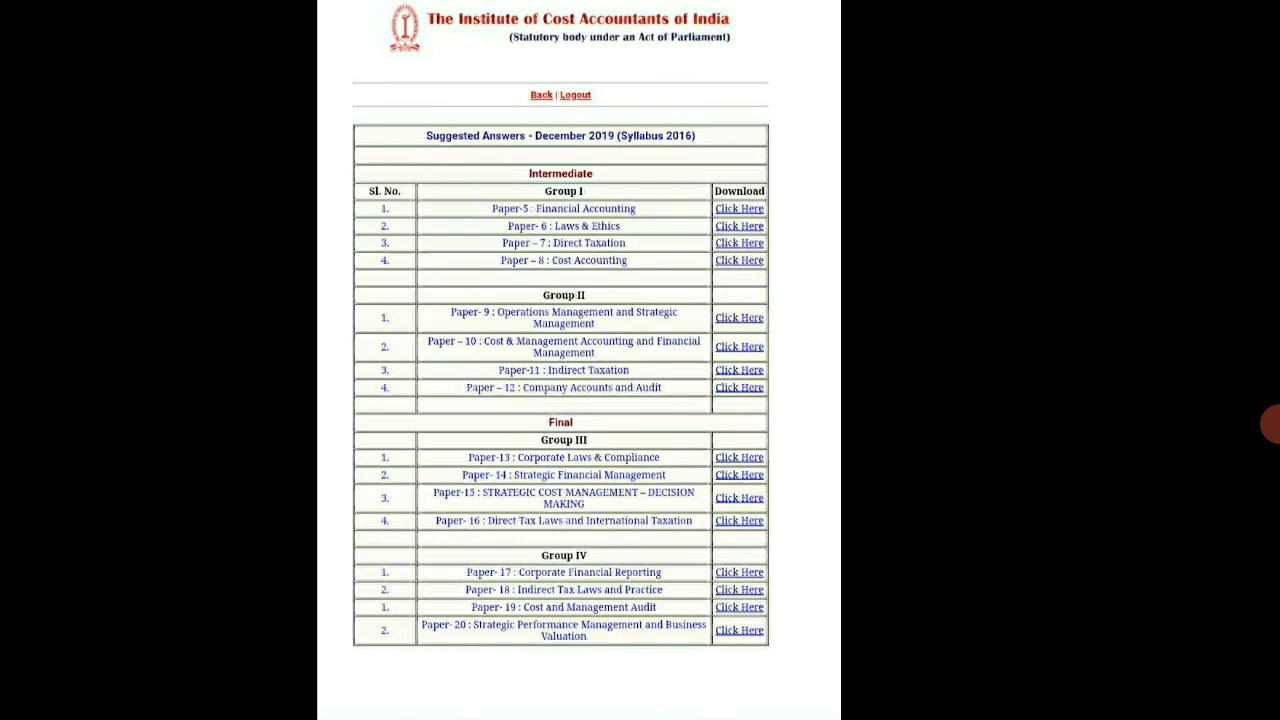 The Institute of Cost Accountants of India
(Statutory body under an Act of Parliament)
Back | Logout
Suggested Answers - December 2019 (Syllabus 2016)
Intermediate
Sl. No. Group I Download
1. Paper-5 : Financial Accounting Click Here
2. Paper- 6 : Laws & Ethics Click Here
3. Paper – 7 : Direct Taxation Click Here
4. Paper – 8 : Cost Accounting Click Here
Group II
1. Paper- 9 : Operations Management and Strategic Management Click Here
2. Paper – 10 : Cost & Management Accounting and Financial Management Click Here
3. Paper-11 : Indirect Taxation Click Here
4. Paper – 12 : Company Accounts and Audit Click Here
Final
Group III
1. Paper-13 : Corporate Laws & Compliance Click Here
2. Paper- 14 : Strategic Financial Management Click Here
3. Paper-15 : STRATEGIC COST MANAGEMENT – DECISION MAKING Click Here
4. Paper- 16 : Direct Tax Laws and International Taxation Click Here
Group IV
1. Paper- 17 : Corporate Financial Reporting Click Here
2. Paper- 18 : Indirect Tax Laws and Practice Click Here
1. Paper- 19 : Cost and Management Audit Click Here
2. Paper- 20 : Strategic Performance Management and Business Valuation Click Here